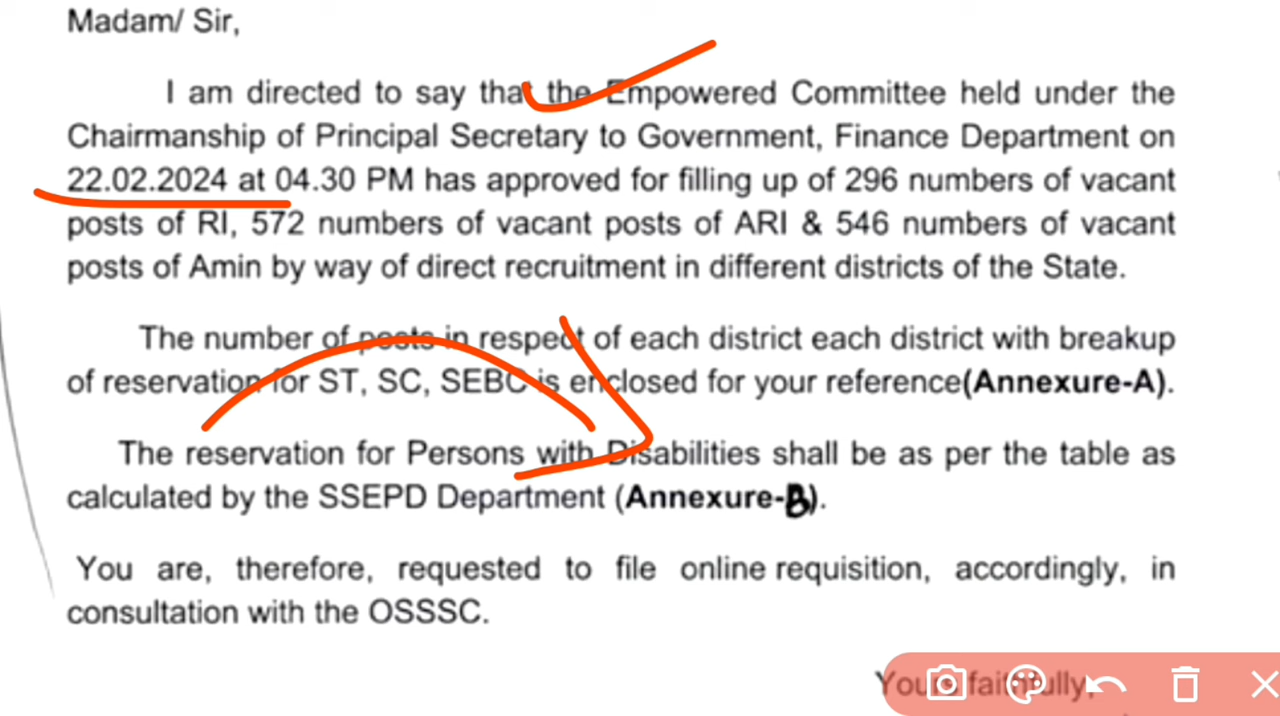 Madam/ Sir,
I am directed to say that the Empowered Committee held under the
Chairmanship of Principal Secretary to Government, Finance Department on
22.02.2024 at 04.30 PM has approved for filling up of 296 numbers of vacant
posts of RI, 572 numbers of vacant posts of ARI & 546 numbers of vacant
posts of Amin by way of direct recruitment in different districts of the State.
The number of posts in respect of each district each district with breakup
of reservation for ST, SC, SEBC is enclosed for your reference(Annexure-A).
The reservation for Persons with Disabilities shall be as per the table as
calculated by the SSEPD Department (Annexure-B).
You are, therefore, requested to file online requisition, accordingly, in
consultation with the OSSSC.
Yours faithfully,